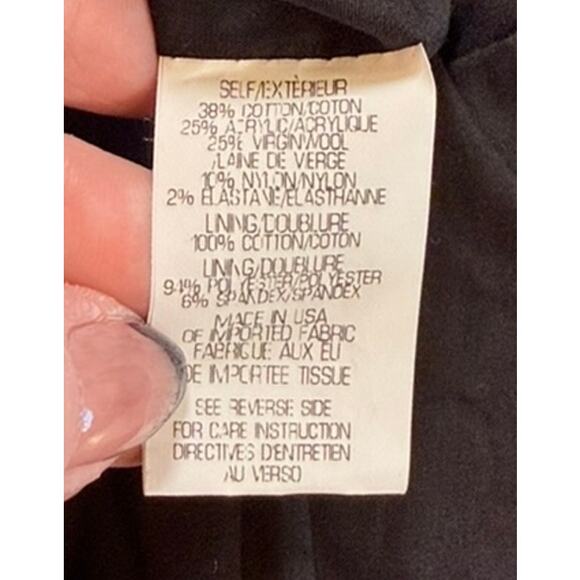 SELF/EXTÈRIEUR
38% COTTON/COTON
25% ACRYLIC/ACRYLIQUE
25% VIRGIN WOOL
/LAINE DE VERGE
10% NYLON/NYLON
2% ELASTANE/ELASTHANNE
LINING/DOUBLURE
100% COTTON/COTON
LINING/DOUBLURE
94% POLYESTER/POLYESTER
6% SPANDEX/SPANDEX
MADE IN USA
OF IMPORTED FABRIC
FABRIQUE AUX EU
DE IMPORTEE TISSUE
SEE REVERSE SIDE
FOR CARE INSTRUCTION
DIRECTIVES D'ENTRETIEN
AU VERSO